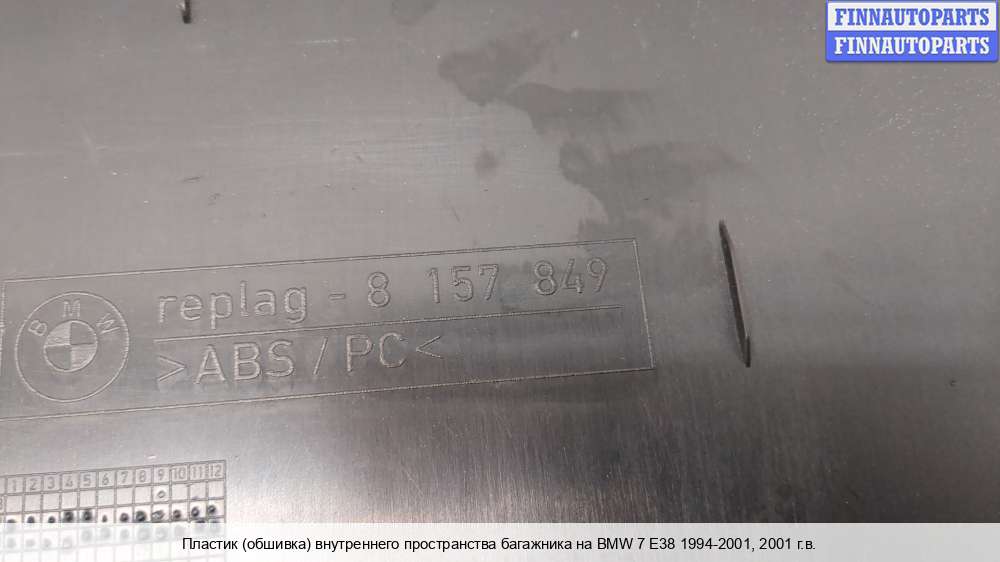 FINNAUTOPARTS
FINNAUTOPARTS
BMW
replag - 8 157 849
>ABS / PC<
1 2 3 4 5 6 7 8 9 10 11 12
Пластик (обшивка) внутреннего пространства багажника на BMW 7 E38 1994-2001, 2001 г.в.